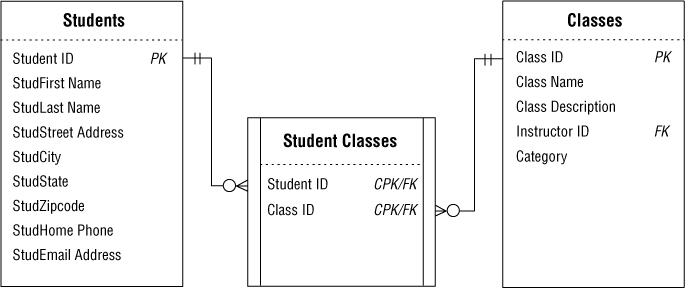 Students
Student ID PK
StudFirst Name
StudLast Name
StudStreet Address
StudCity
StudState
StudZipcode
StudHome Phone
StudEmail Address
Student Classes
Student ID CPK/FK
Class ID CPK/FK
Classes
Class ID PK
Class Name
Class Description
Instructor ID FK
Category